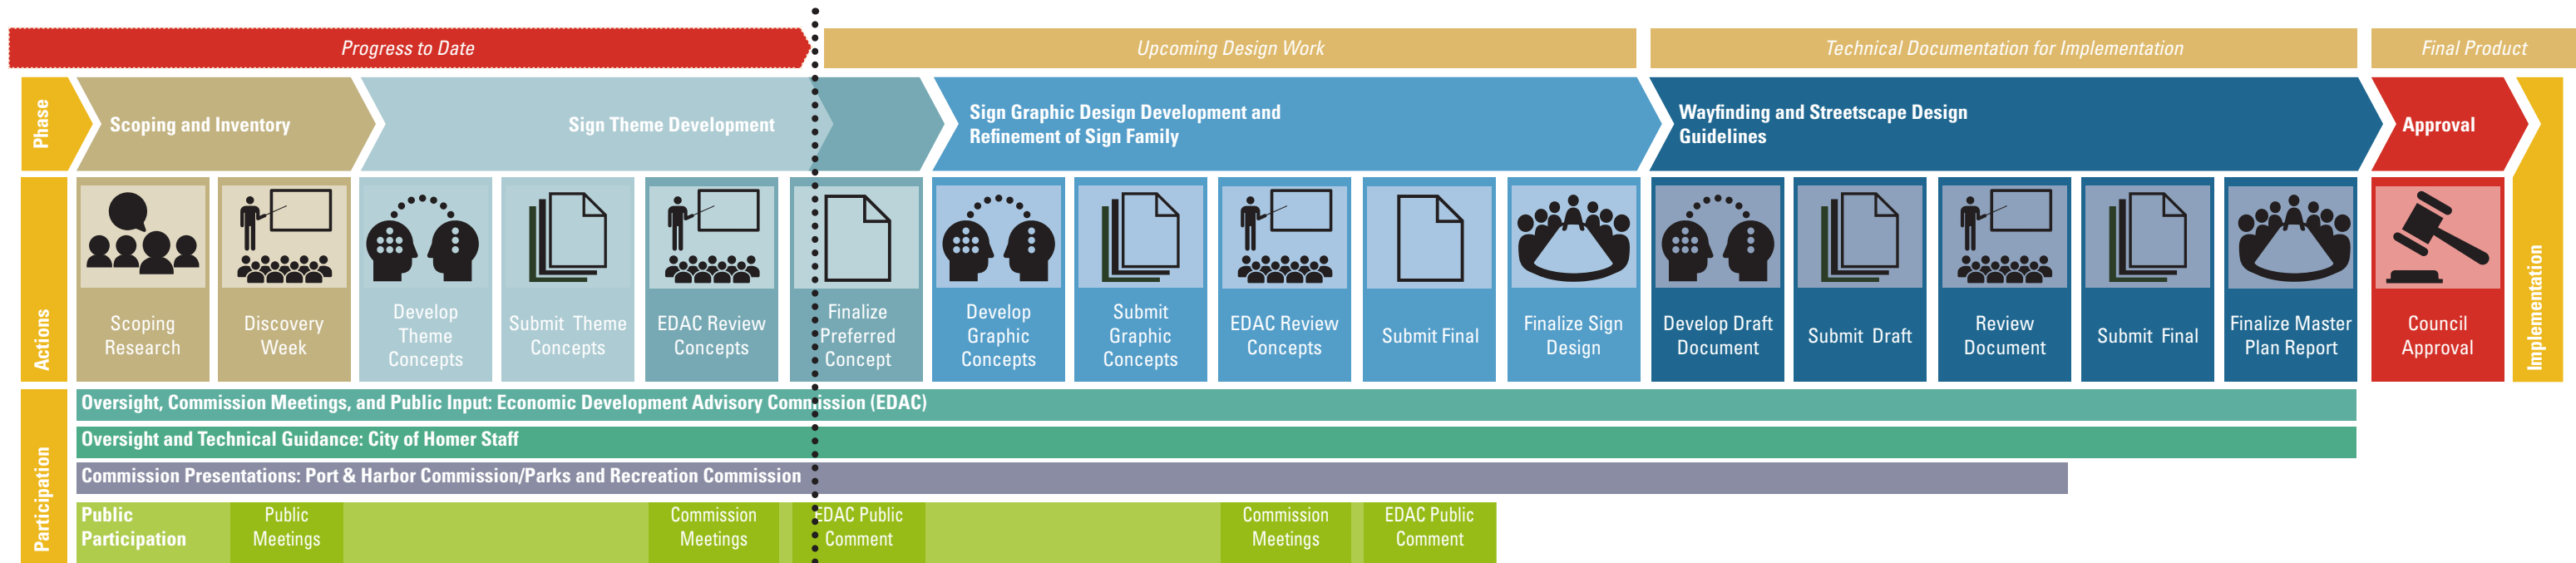 Progress to Date
Upcoming Design Work
Technical Documentation for Implementation
Final Product
Phase
Scoping and Inventory
Sign Theme Development
Sign Graphic Design Development and
Refinement of Sign Family
Wayfinding and Streetscape Design
Guidelines
Approval
Implementation
Actions
Scoping
Research
Discovery
Week
Develop
Theme
Concepts
Submit Theme
Concepts
EDAC Review
Concepts
Finalize
Preferred
Concept
Develop
Graphic
Concepts
Submit
Graphic
Concepts
EDAC Review
Concepts
Submit Final
Finalize Sign
Design
Develop Draft
Document
Submit Draft
Review
Document
Submit Final
Finalize Master
Plan Report
Council
Approval
Participation
Oversight, Commission Meetings, and Public Input: Economic Development Advisory Commission (EDAC)
Oversight and Technical Guidance: City of Homer Staff
Commission Presentations: Port & Harbor Commission/Parks and Recreation Commission
Public
Participation
Public
Meetings
Commission
Meetings
EDAC Public
Comment
Commission
Meetings
EDAC Public
Comment